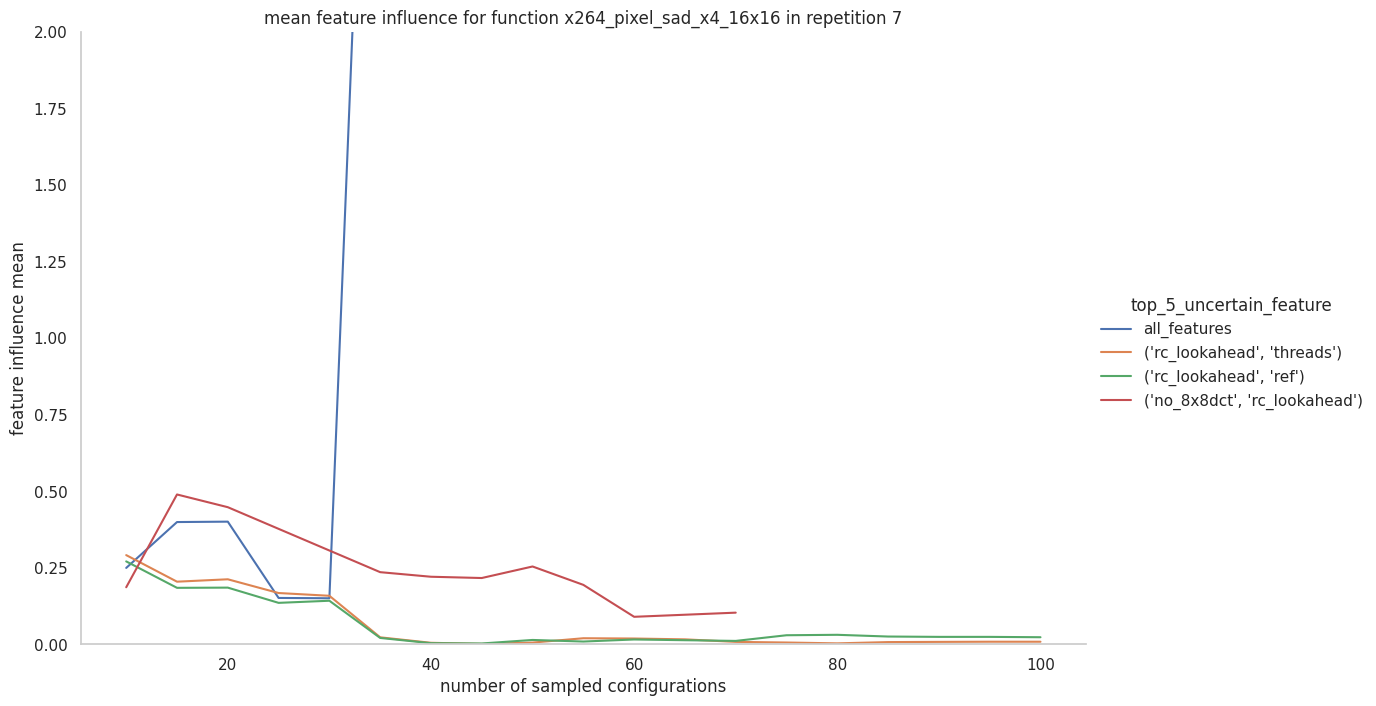 mean feature influence for function x264_pixel_sad_x4_16x16 in repetition 7
feature influence mean
2.00
1.75
1.50
1.25
1.00
0.75
0.50
0.25
0.00
20
40
60
80
100
number of sampled configurations
top_5_uncertain_feature
all_features
('rc_lookahead', 'threads')
('rc_lookahead', 'ref')
('no_8x8dct', 'rc_lookahead')